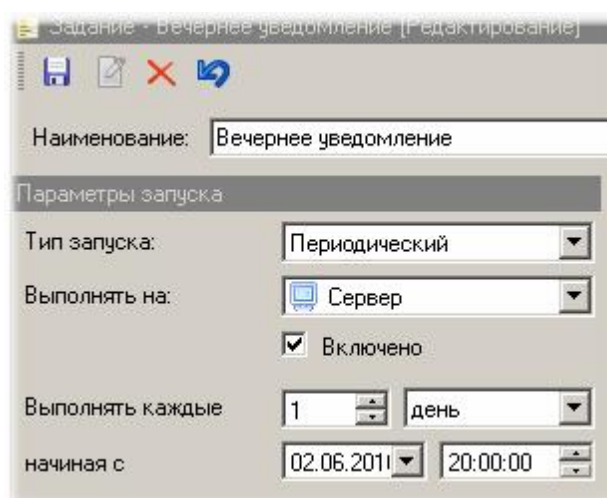 Задание - Вечернее уведомление [Редактирование]
Наименование: Вечернее уведомление
Параметры запуска
Тип запуска: Периодический
Выполнять на: Сервер
Включено
Выполнять каждые 1 день
начиная с 20:00:00